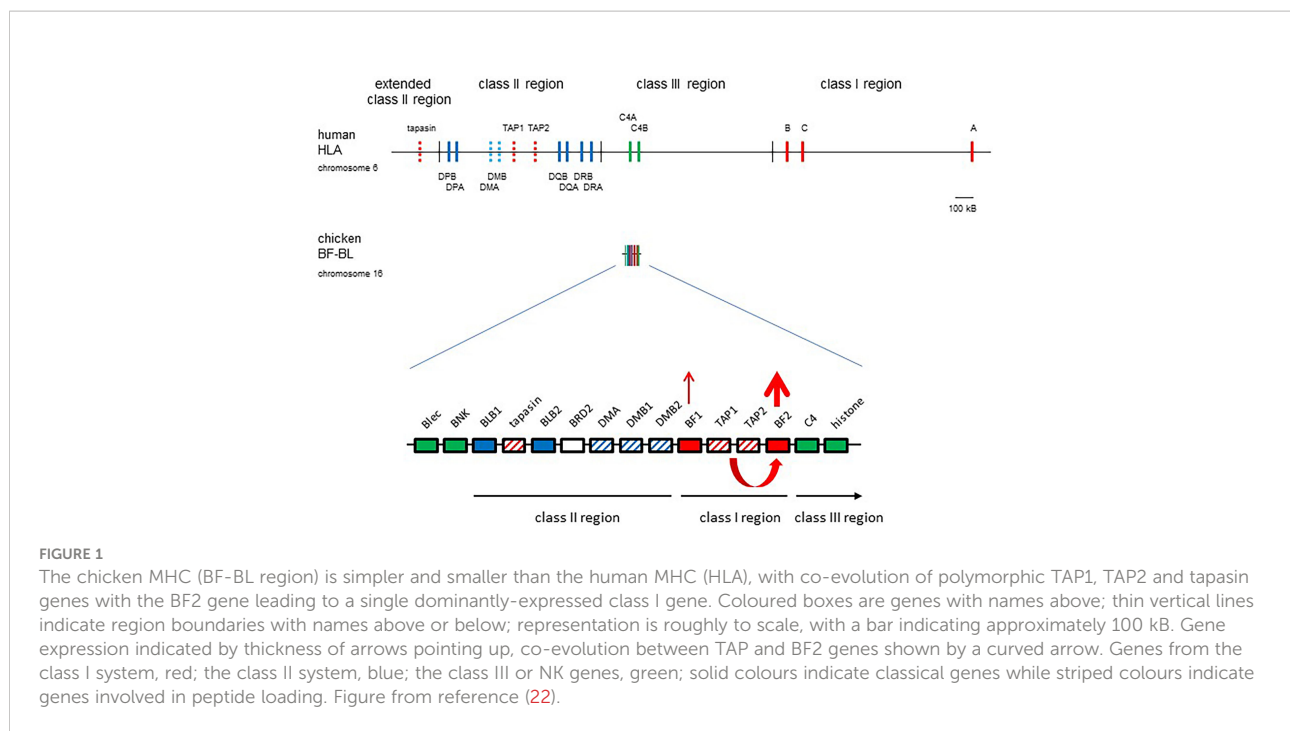 extended
class II region
class II region
class III region
class I region
C4A
C4B
human
HLA
chromosome 6
tapasin
TAP1 TAP2
B C
A
DPB
DPA
DMB
DMA
DQB DRB
DQA DRA
100 kB
chicken
BF-BL
chromosome 16
Blec BNK BLB1 tapasin BLB2 BRD2 DMA DMB1 DMB2 BF1 TAP1 TAP2 BF2 C4 histone
class II region class I region class III region
FIGURE 1
The chicken MHC (BF-BL region) is simpler and smaller than the human MHC (HLA), with co-evolution of polymorphic TAP1, TAP2 and tapasin
genes with the BF2 gene leading to a single dominantly-expressed class I gene. Coloured boxes are genes with names above; thin vertical lines
indicate region boundaries with names above or below; representation is roughly to scale, with a bar indicating approximately 100 kB. Gene
expression indicated by thickness of arrows pointing up, co-evolution between TAP and BF2 genes shown by a curved arrow. Genes from the
class I system, red; the class II system, blue; the class III or NK genes, green; solid colours indicate classical genes while striped colours indicate
genes involved in peptide loading. Figure from reference (22).